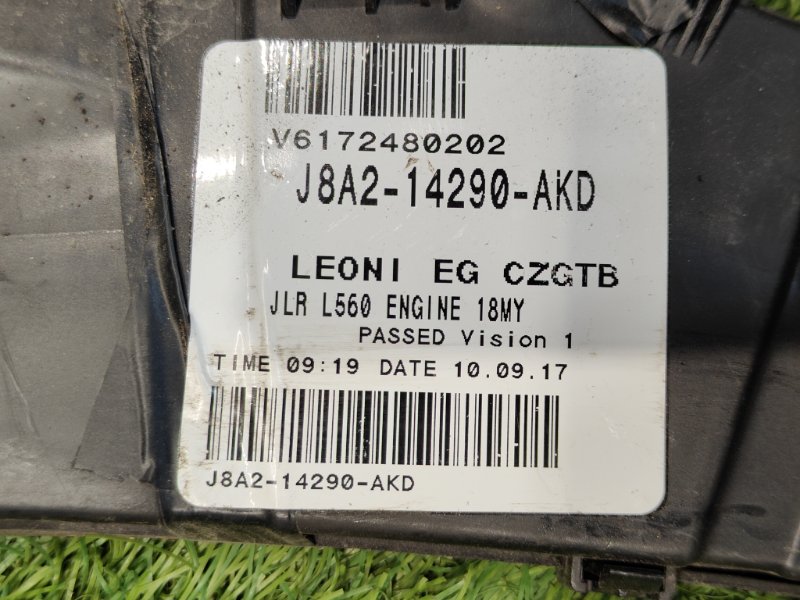 V6172480202
J8A2-14290-AKD
LEONI EG CZGTB
JLR L560 ENGINE 18MY
PASSED Vision 1
TIME 09:19 DATE 10.09.17
J8A2-14290-AKD